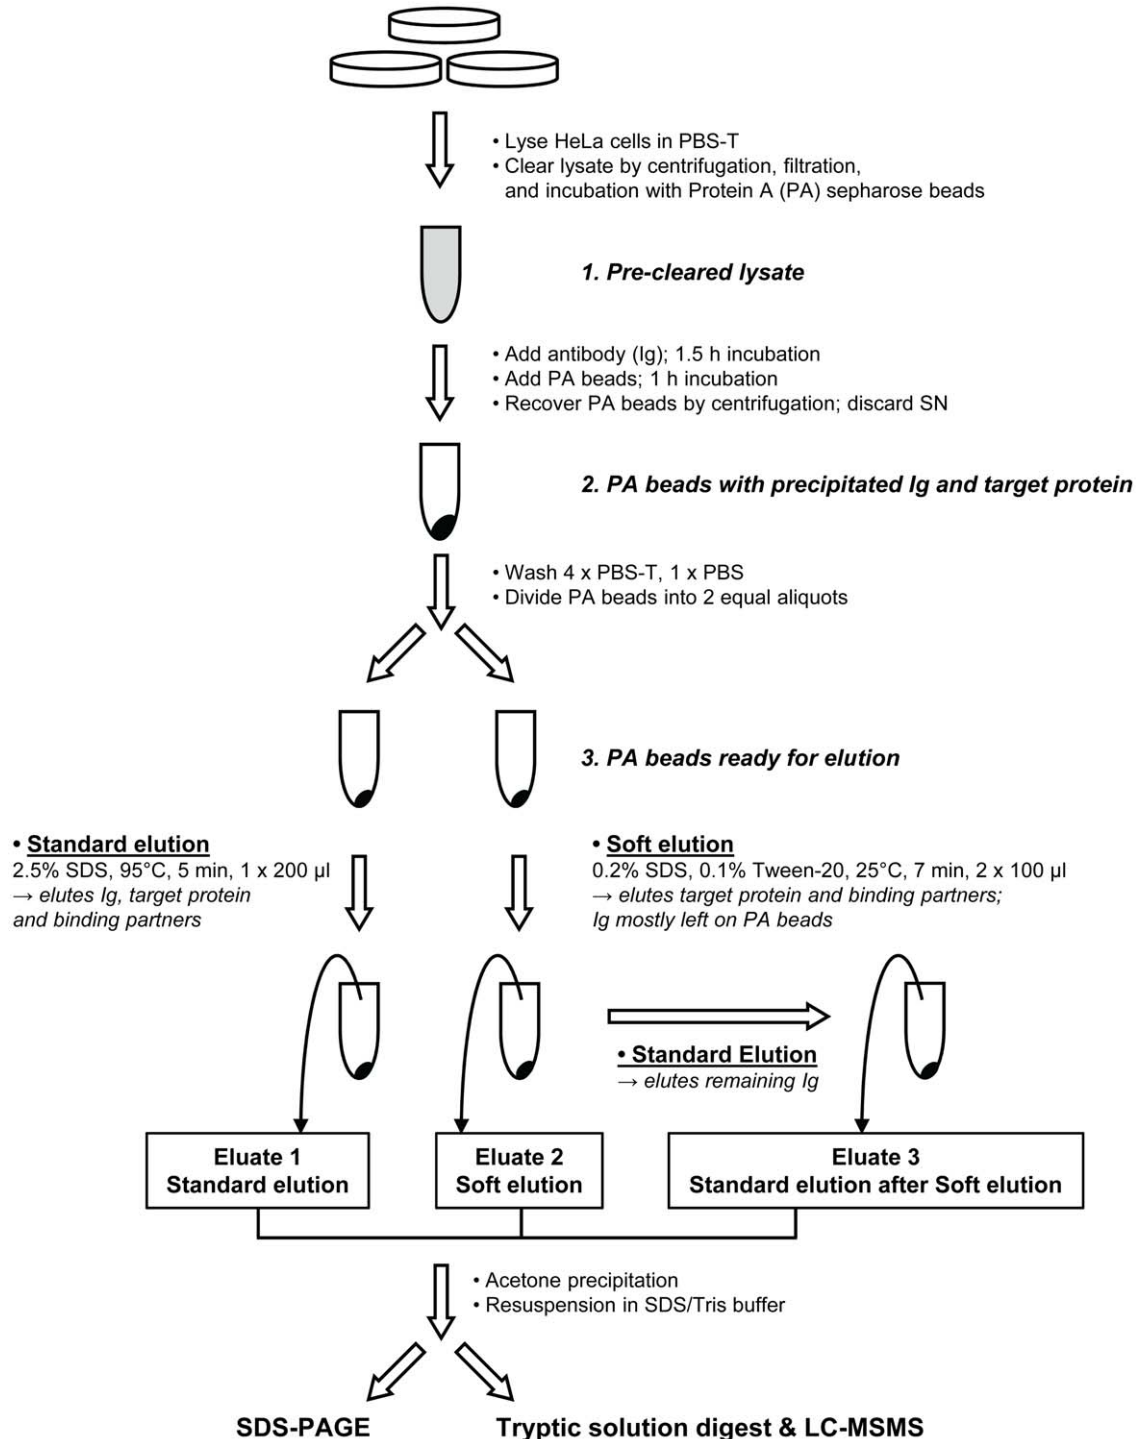 • Lyse HeLa cells in PBS-T
• Clear lysate by centrifugation, filtration,
and incubation with Protein A (PA) sepharose beads
1. Pre-cleared lysate
• Add antibody (Ig); 1.5 h incubation
• Add PA beads; 1 h incubation
• Recover PA beads by centrifugation; discard SN
2. PA beads with precipitated Ig and target protein
• Wash 4 x PBS-T, 1 x PBS
• Divide PA beads into 2 equal aliquots
3. PA beads ready for elution
• Standard elution
2.5% SDS, 95°C, 5 min, 1 x 200 µl
→ elutes Ig, target protein
and binding partners
• Soft elution
0.2% SDS, 0.1% Tween-20, 25°C, 7 min, 2 x 100 µl
→ elutes target protein and binding partners;
Ig mostly left on PA beads
• Standard Elution
→ elutes remaining Ig
Eluate 1
Standard elution
Eluate 2
Soft elution
Eluate 3
Standard elution after Soft elution
• Acetone precipitation
• Resuspension in SDS/Tris buffer
SDS-PAGE
Tryptic solution digest & LC-MSMS